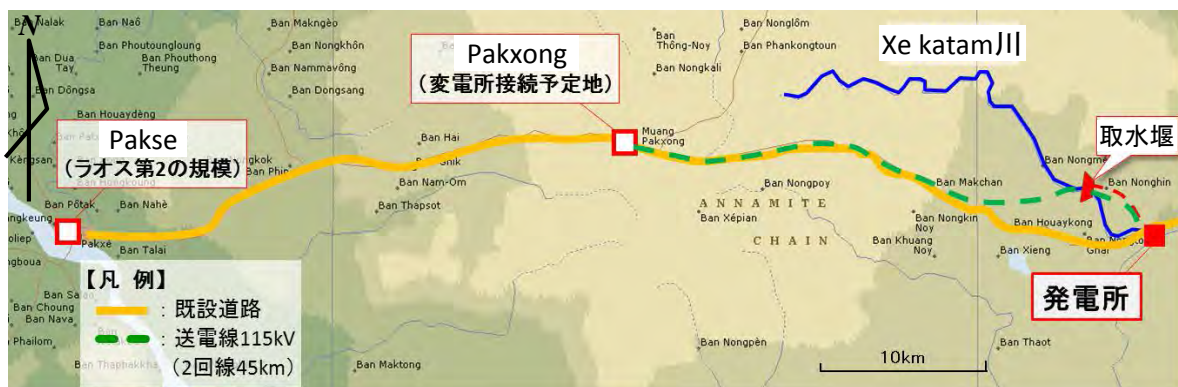 N
Ban Nalak
Ban Naô
Ban Makngèo
Ban Nonglôm
Ban Dua
Tay
Ban Phoutoungloung
Ban Phouthong
Theung
Ban Nongkhôn
Ban Nammavông
Ban
Thông-Noy
Ban Phankongtoun
Ban Nongkali
Ban Dôngsa
Ban Dongsang
Ban Houaydèng
Pakxong
(変電所接続予定地)
Xe katam川
取水堰
Pakse
(ラオス第2の規模)
Kèngsan
Ban Phin
Ban Hai
Muang
Pakxong
Ban Nam-Om
Ban Thapsot
Ban Pôtak
Ban Nahè
Pakxé
Ban Talai
Ban Nongpoy
Ban Makchan
Ban Nonghin
ANNAMITE
CHAIN
Ban Xépian
Ban Nongkin
Noy
Ban Houaykong
Ban Khuang
Noy
Ban Xieng
発電所
【凡 例】
: 既設道路
: 送電線115kV
(2回線45km)
Ban Choung
Ban Nava
Ban Phailom
Ban Thaphakkha
Ban Maktong
Ban Nongpèn
10km
Ban Thaot